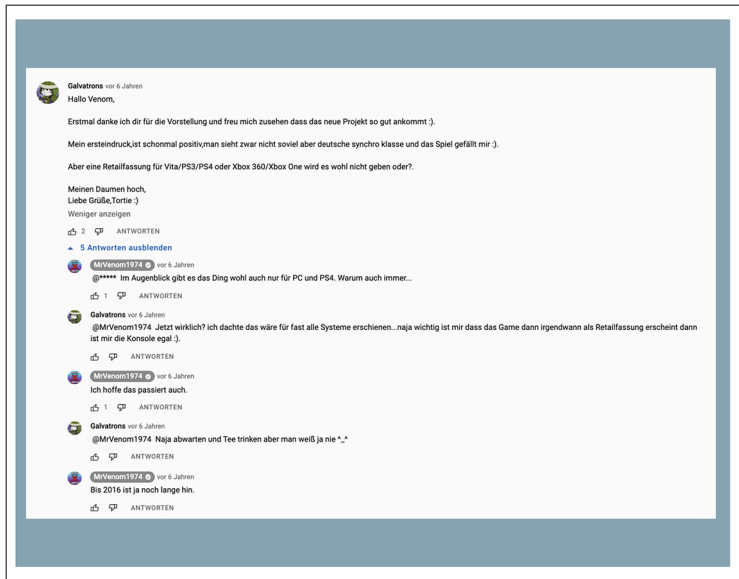 Galvatrons vor 6 Jahren
Hallo Venom,
Erstmal danke ich dir für die Vorstellung und freu mich zusehen dass das neue Projekt so gut ankommt :).
Mein ersteindruck,ist schonmal positiv,man sieht zwar nicht soviel aber deutsche synchro klasse und das Spiel gefällt mir :).
Aber eine Retailfassung für Vita/PS3/PS4 oder Xbox 360/Xbox One wird es wohl nicht geben oder?.
Meinen Daumen hoch,
Liebe Grüße,Tortie :)
Weniger anzeigen
2 ANTWORTEN
5 Antworten ausblenden
MrVenom1974 vor 6 Jahren
@***** Im Augenblick gibt es das Ding wohl auch nur für PC und PS4. Warum auch immer...
1 ANTWORTEN
Galvatrons vor 6 Jahren
@MrVenom1974 Jetzt wirklich? ich dachte das wäre für fast alle Systeme erschienen...naja wichtig ist mir dass das Game dann irgendwann als Retailfassung erscheint dann
ist mir die Konsole egal :).
ANTWORTEN
MrVenom1974 vor 6 Jahren
Ich hoffe das passiert auch.
1 ANTWORTEN
Galvatrons vor 6 Jahren
@MrVenom1974 Naja abwarten und Tee trinken aber man weiß ja nie ^_^
ANTWORTEN
MrVenom1974 vor 6 Jahren
Bis 2016 ist ja noch lange hin.
ANTWORTEN